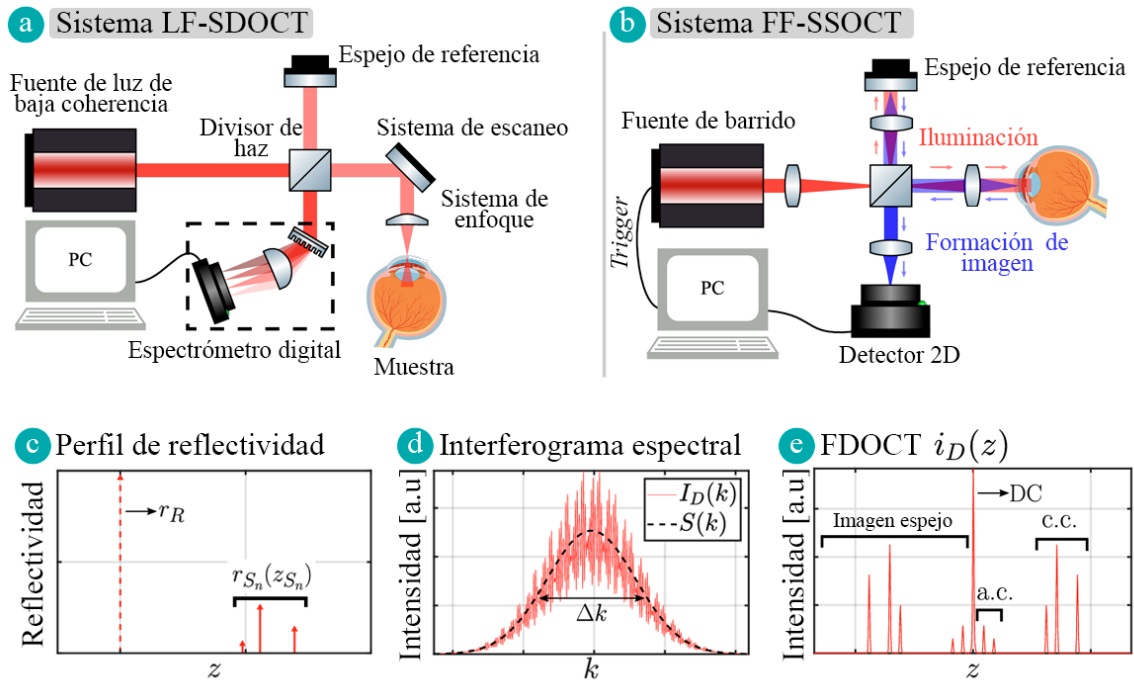 a Sistema LF-SDOCT
Espejo de referencia
Fuente de luz de
baja coherencia
Divisor de
haz
Sistema de escaneo
Sistema
de enfoque
PC
Espectrómetro digital
Muestra
b Sistema FF-SSOCT
Espejo de referencia
Fuente de barrido
Iluminación
Trigger
PC
Formación de
imagen
Detector 2D
c Perfil de reflectividad
Reflectividad
r_R
r_{S_n}(z_{S_n})
z
d Interferograma espectral
Intensidad [a.u]
I_D(k)
S(k)
Δk
k
e FDOCT i_D(z)
Intensidad [a.u]
DC
Imagen espejo
c.c.
a.c.
z